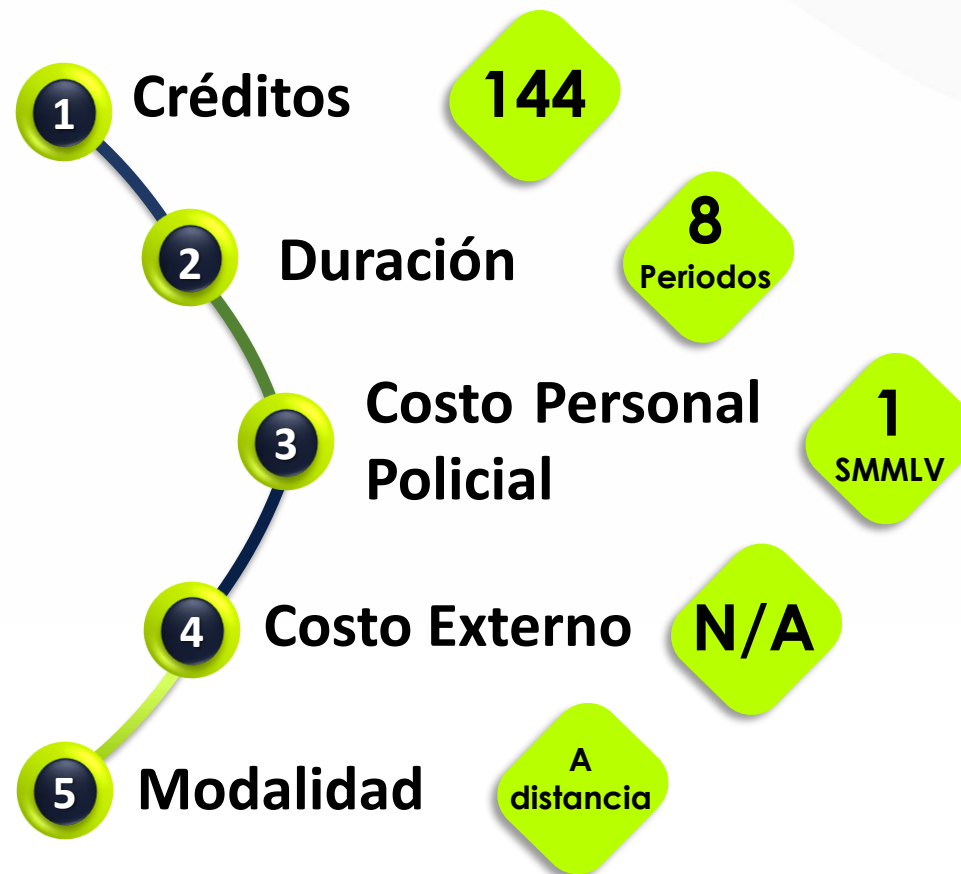 1
Créditos
144
2
Duración
8
Periodos
3
Costo Personal
Policial
1
SMMLV
4
Costo Externo
N/A
5
Modalidad
A
distancia